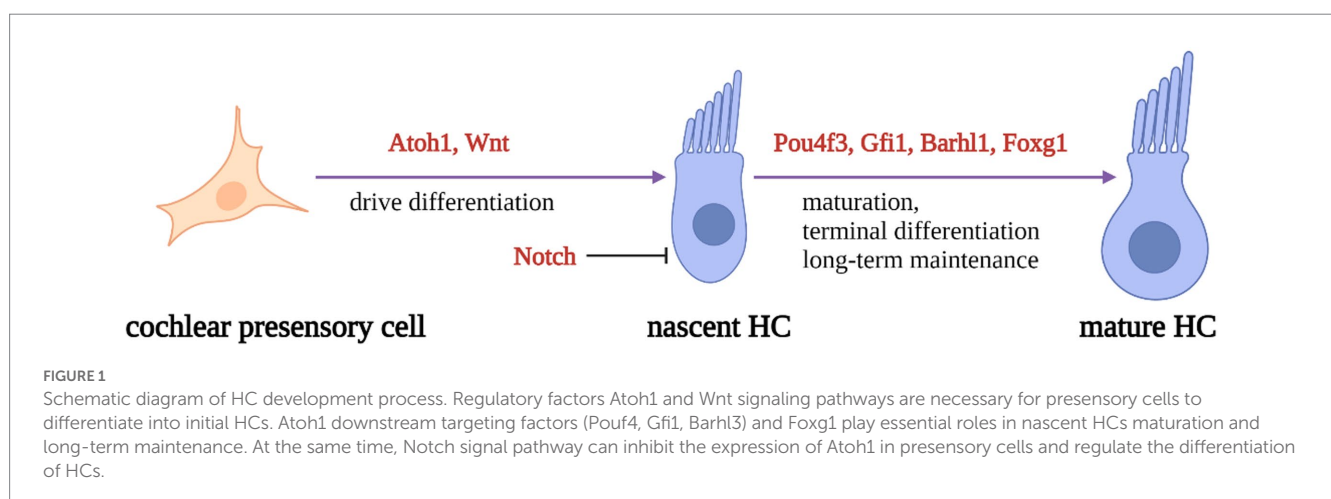 Atoh1, Wnt
drive differentiation
Notch
Pou4f3, Gfi1, Barhl1, Foxg1
maturation,
terminal differentiation
long-term maintenance
cochlear presensory cell
nascent HC
mature HC
FIGURE 1
Schematic diagram of HC development process. Regulatory factors Atoh1 and Wnt signaling pathways are necessary for presensory cells to
differentiate into initial HCs. Atoh1 downstream targeting factors (Pouf4, Gfi1, Barhl3) and Foxg1 play essential roles in nascent HCs maturation and
long-term maintenance. At the same time, Notch signal pathway can inhibit the expression of Atoh1 in presensory cells and regulate the differentiation
of HCs.